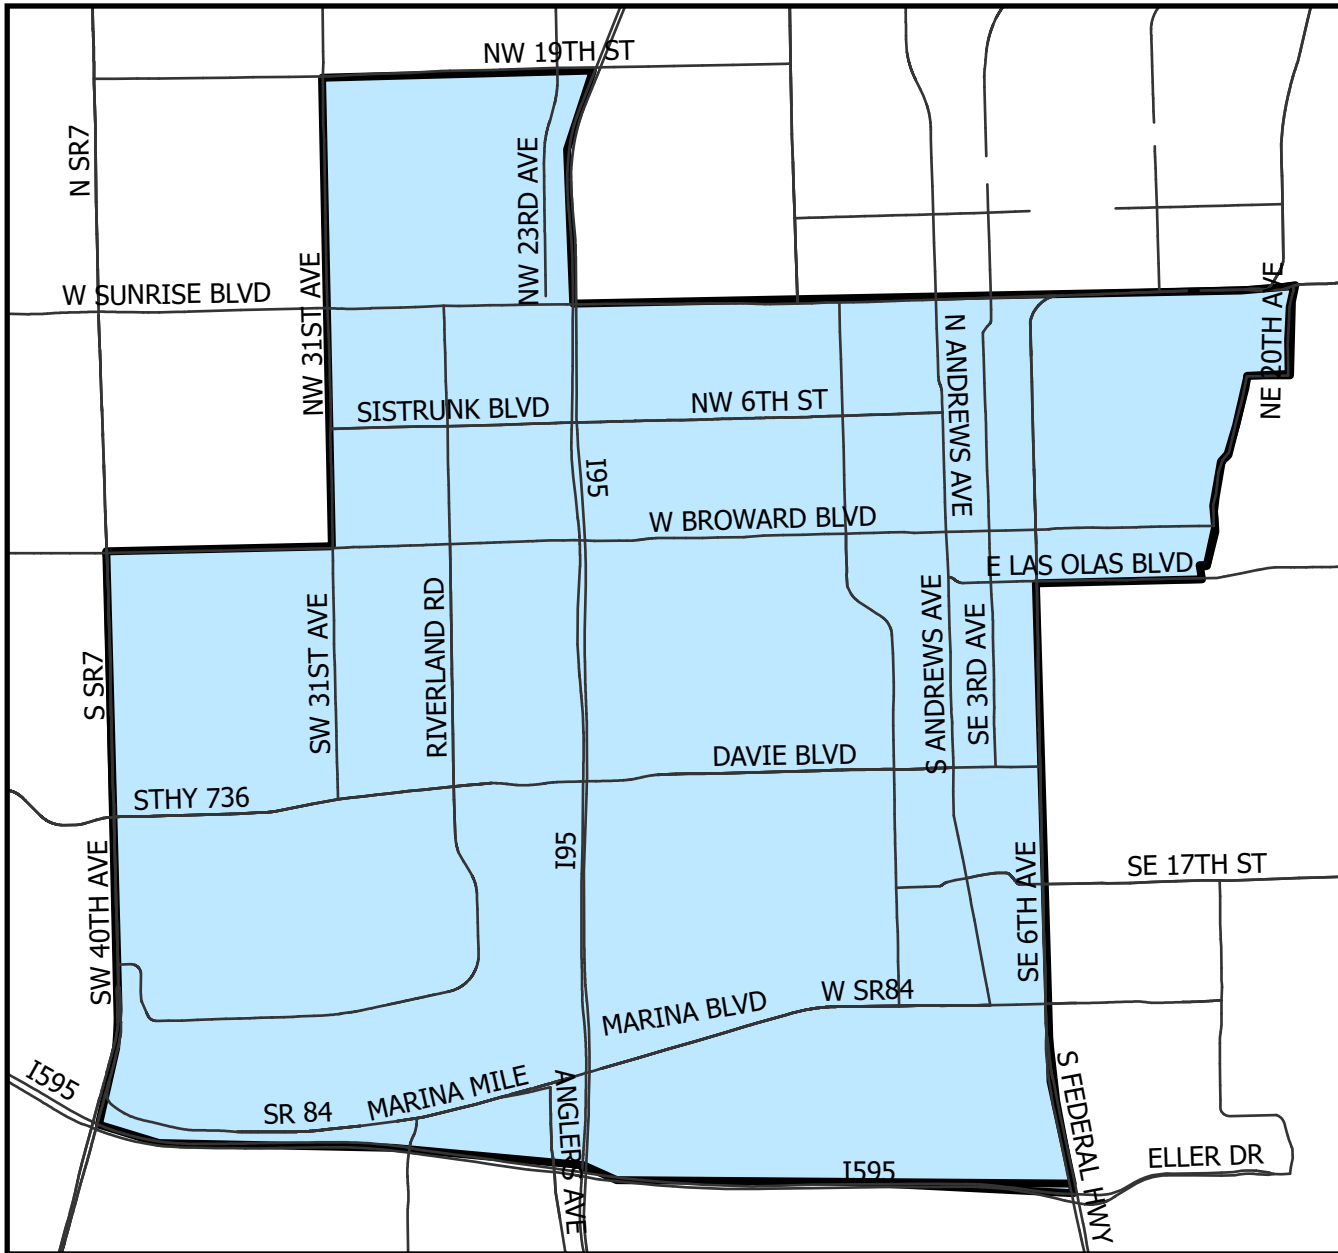 NW 19TH ST
N SR7
NW 23RD AVE
NW 31ST AVE
W SUNRISE BLVD
NE 20TH AVE
N ANDREWS AVE
SISTRUNK BLVD
NW 6TH ST
I95
W BROWARD BLVD
E LAS OLAS BLVD
S SR7
SW 31ST AVE
RIVERLAND RD
S ANDREWS AVE
SE 3RD AVE
DAVIE BLVD
STHY 736
I95
SW 40TH AVE
SE 6TH AVE
SE 17TH ST
W SR84
MARINA BLVD
I595
SR 84
MARINA MILE
ANGLERS AVE
S FEDERAL HWY
I595
ELLER DR